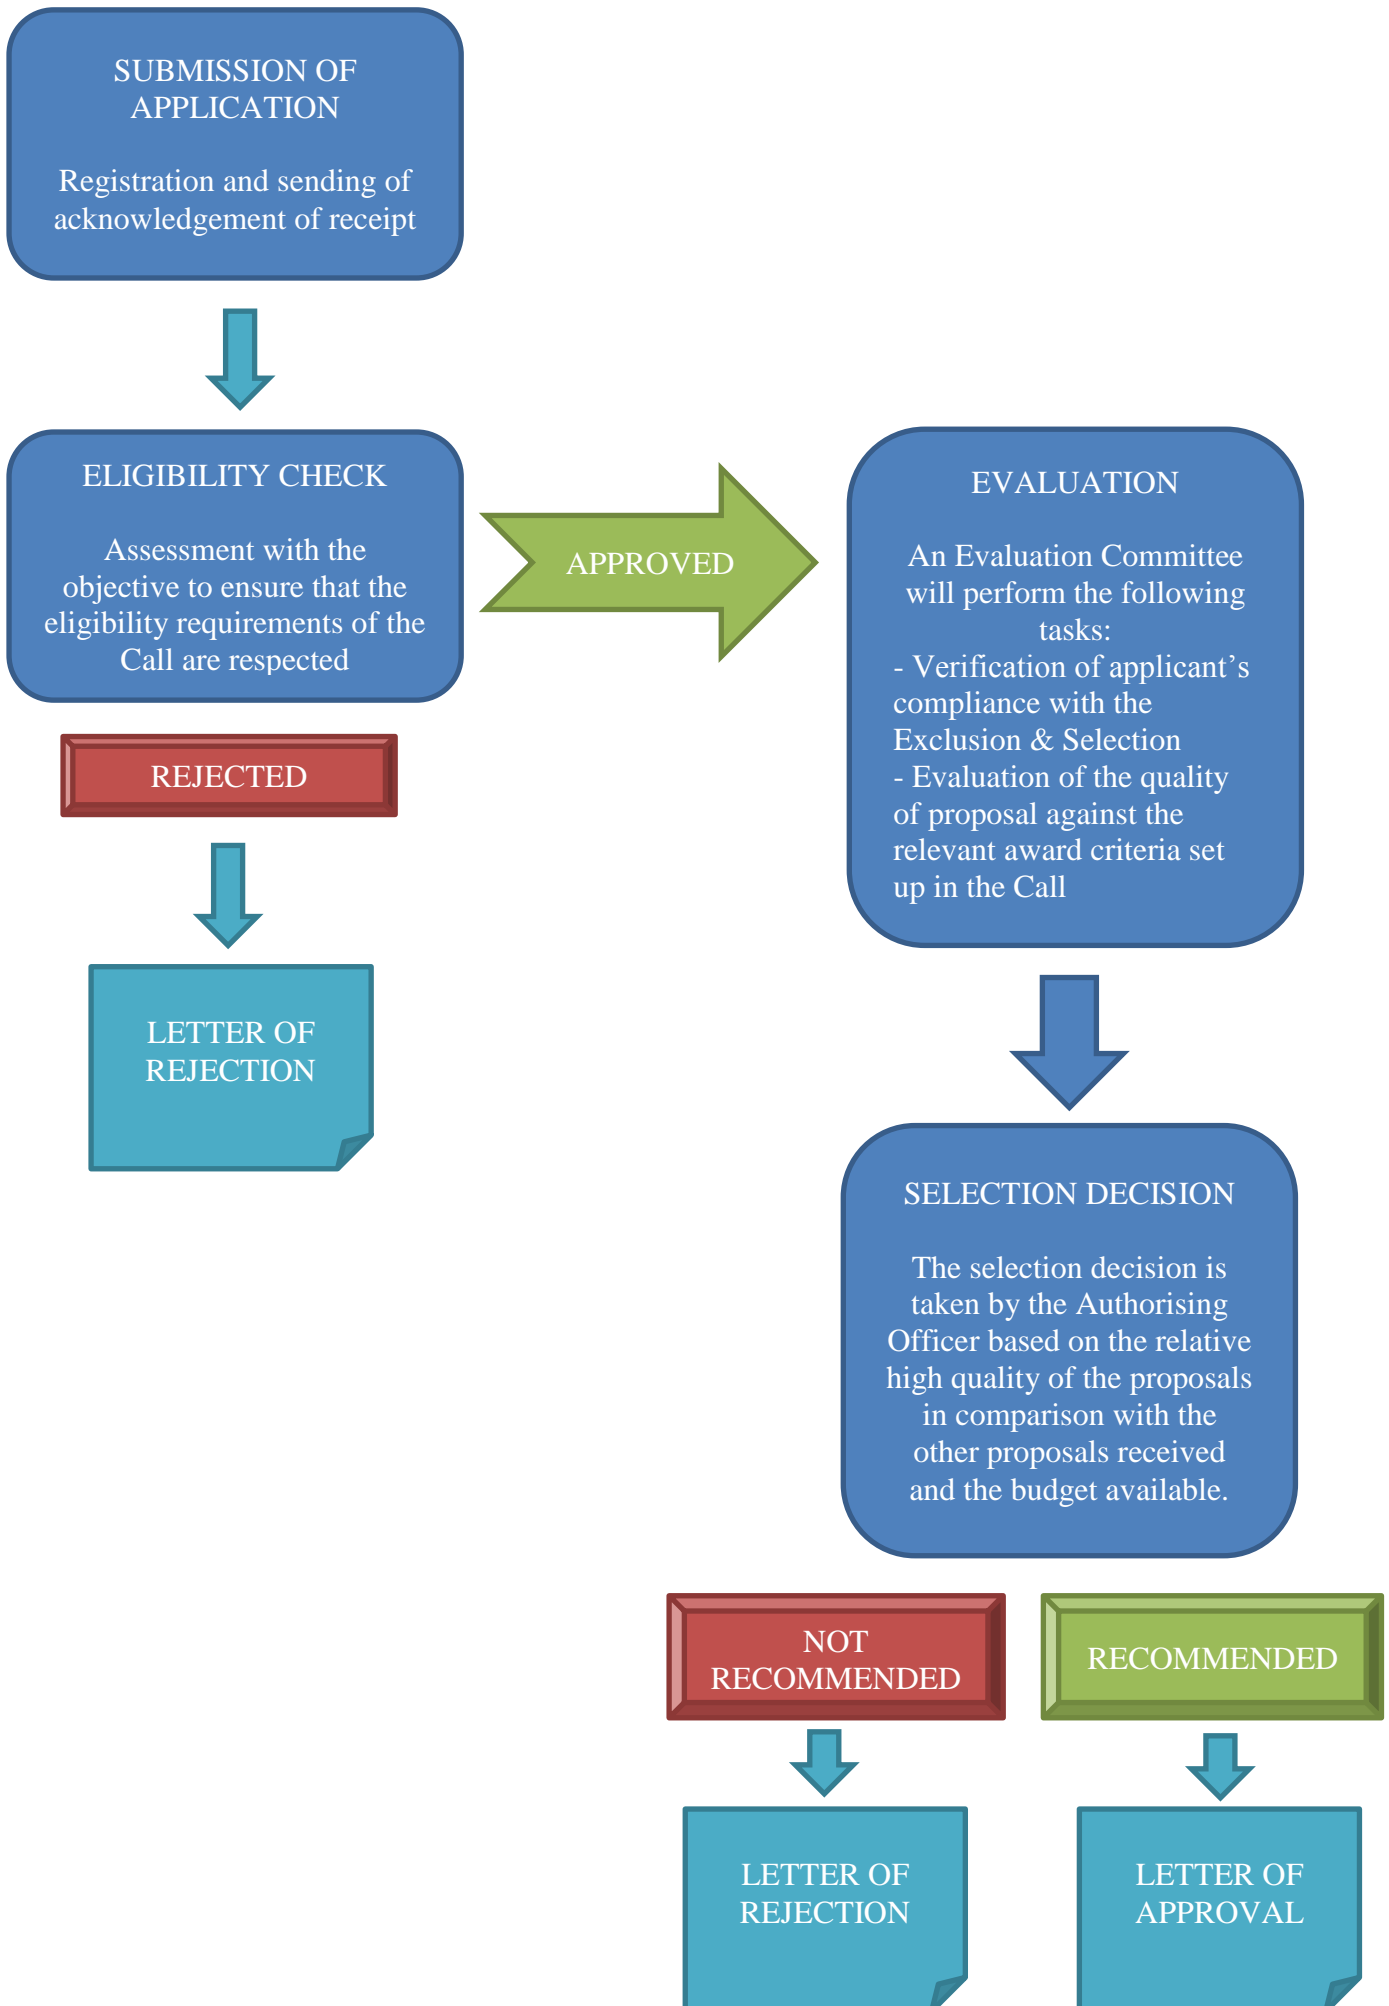 SUBMISSION OF
APPLICATION
Registration and sending of
acknowledgement of receipt
ELIGIBILITY CHECK
Assessment with the
objective to ensure that the
eligibility requirements of the
Call are respected
APPROVED
EVALUATION
An Evaluation Committee
will perform the following
tasks:
- Verification of applicant’s
compliance with the
Exclusion & Selection
- Evaluation of the quality
of proposal against the
relevant award criteria set
up in the Call
REJECTED
LETTER OF
REJECTION
SELECTION DECISION
The selection decision is
taken by the Authorising
Officer based on the relative
high quality of the proposals
in comparison with the
other proposals received
and the budget available.
NOT
RECOMMENDED
RECOMMENDED
LETTER OF
REJECTION
LETTER OF
APPROVAL